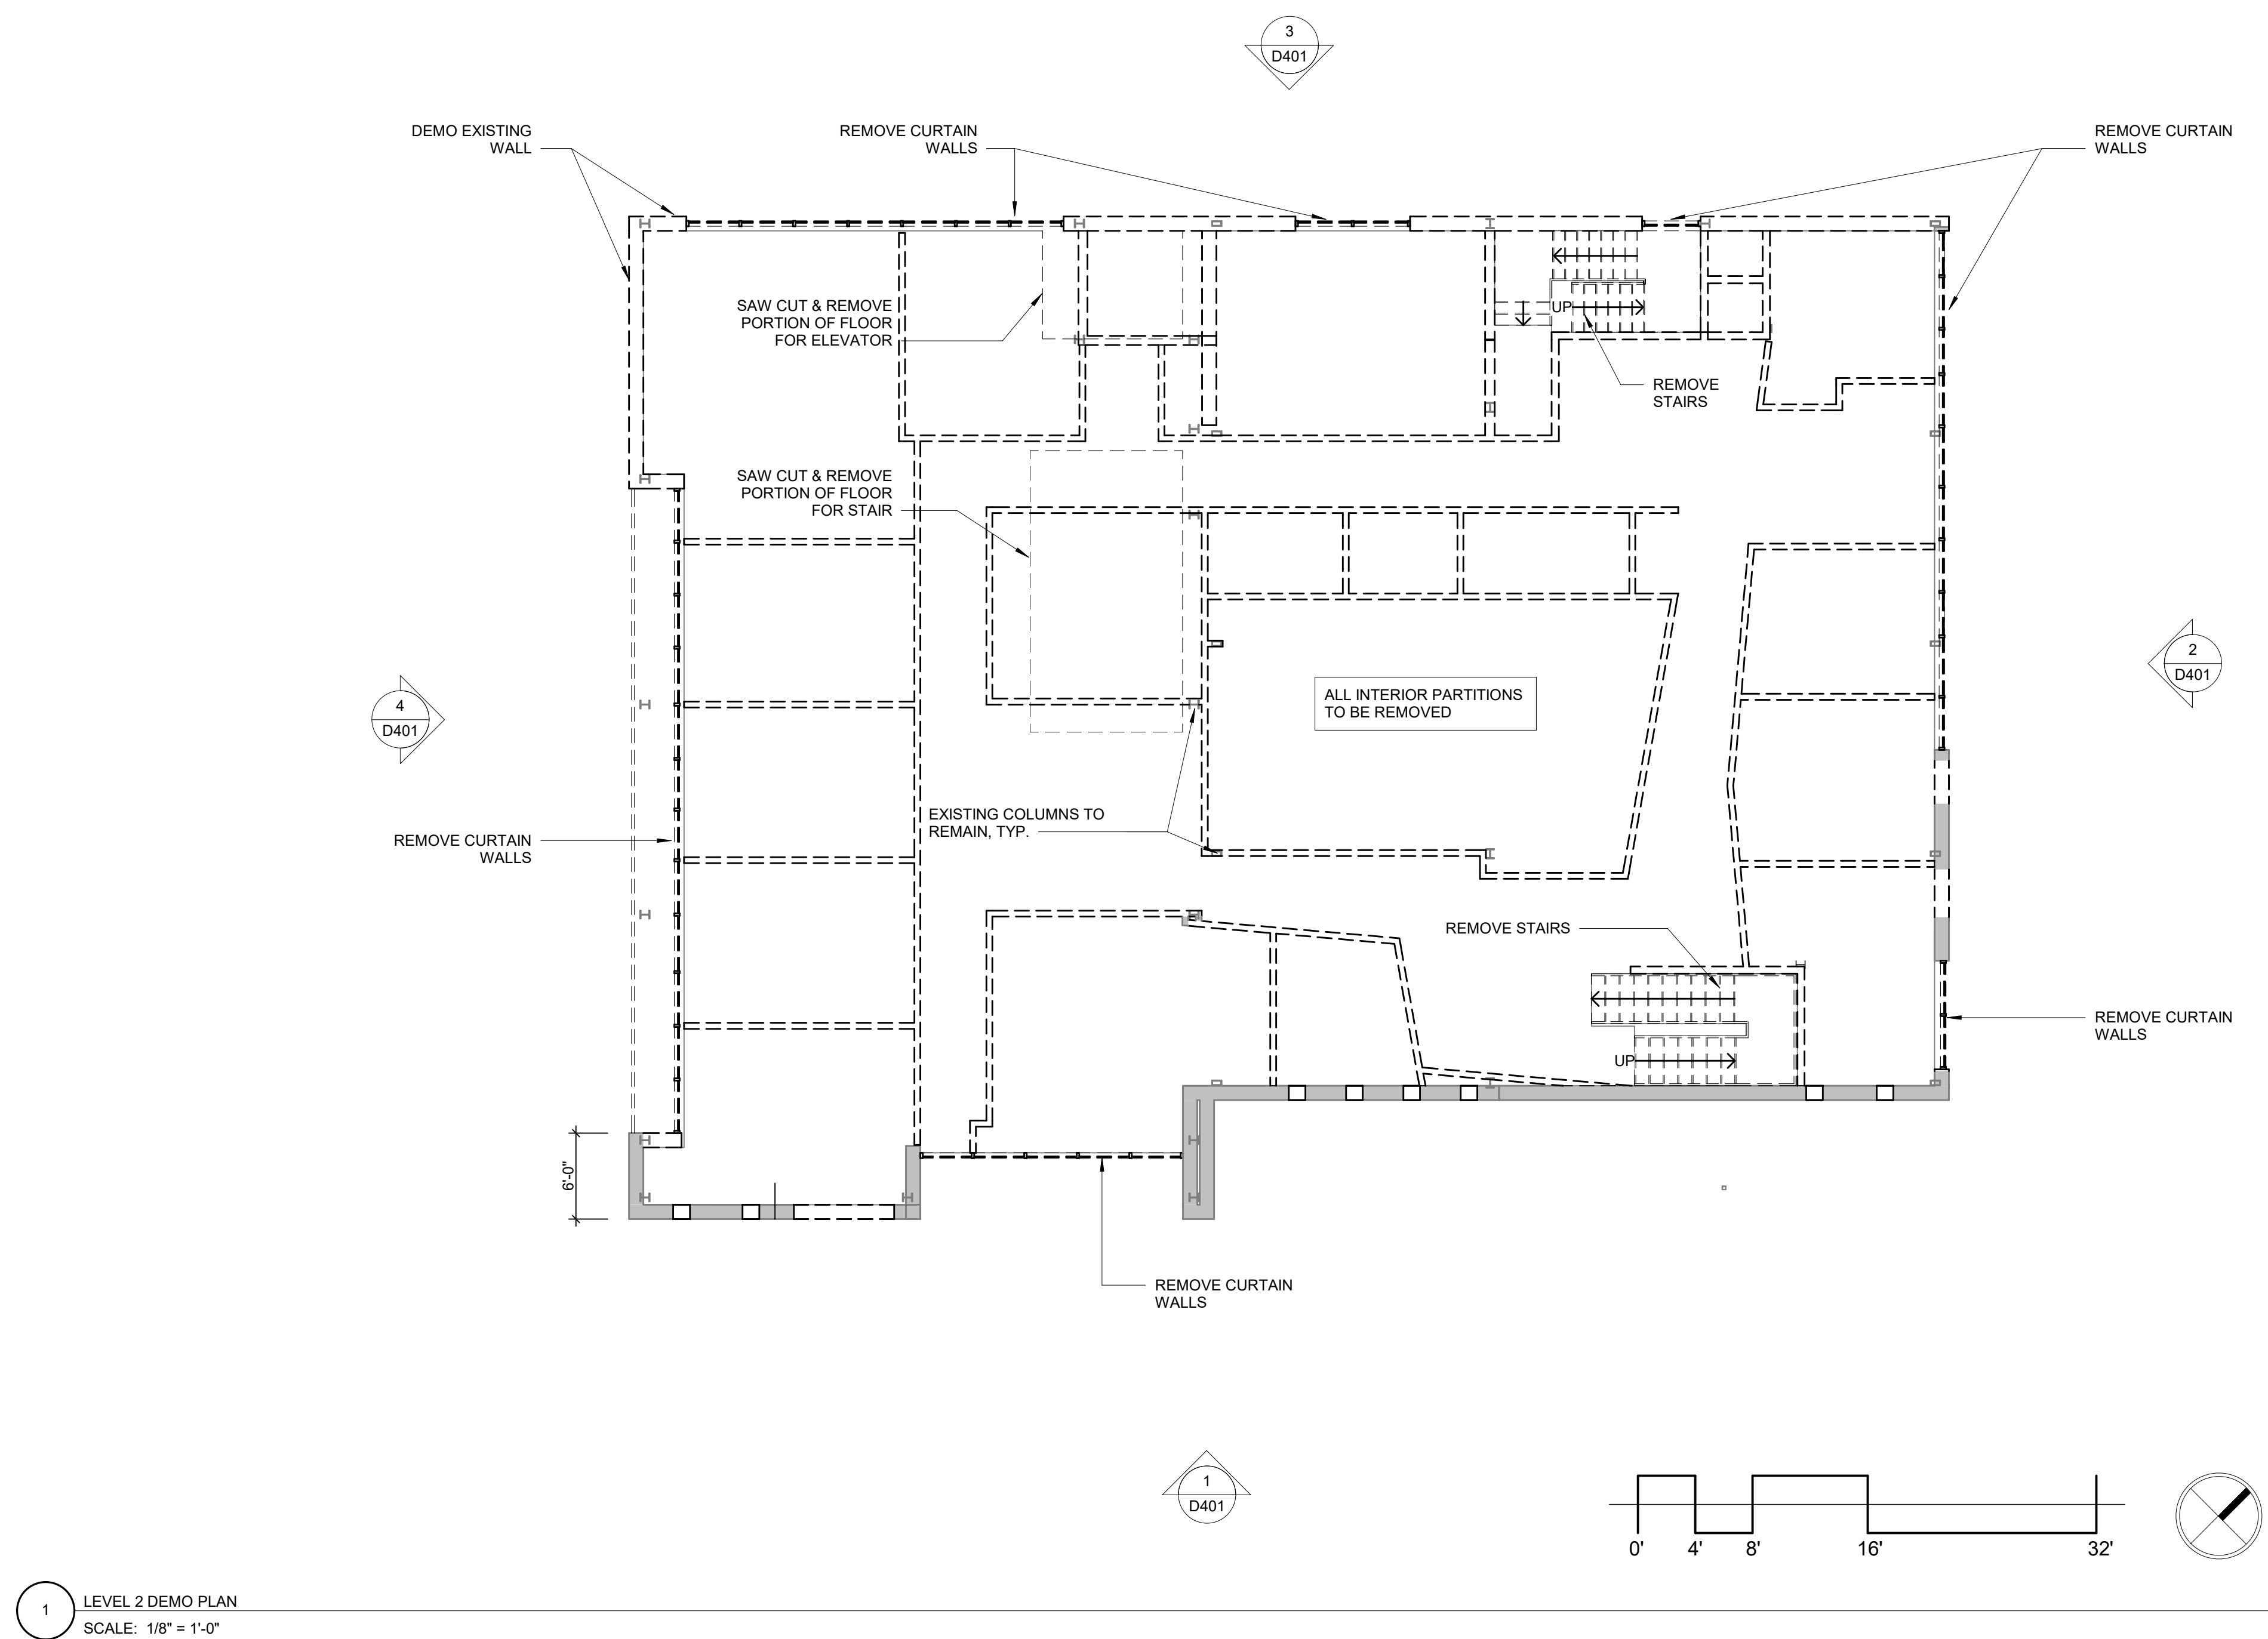 3
D401
DEMO EXISTING
WALL
REMOVE CURTAIN
WALLS
REMOVE CURTAIN
WALLS
SAW CUT & REMOVE
PORTION OF FLOOR
FOR ELEVATOR
UP
REMOVE
STAIRS
SAW CUT & REMOVE
PORTION OF FLOOR
FOR STAIR
2
D401
4
D401
ALL INTERIOR PARTITIONS
TO BE REMOVED
EXISTING COLUMNS TO
REMAIN, TYP.
REMOVE CURTAIN
WALLS
REMOVE STAIRS
REMOVE CURTAIN
WALLS
UP
6'-0"
REMOVE CURTAIN
WALLS
1
D401
0' 4' 8' 16' 32'
1
LEVEL 2 DEMO PLAN
SCALE: 1/8" = 1'-0"